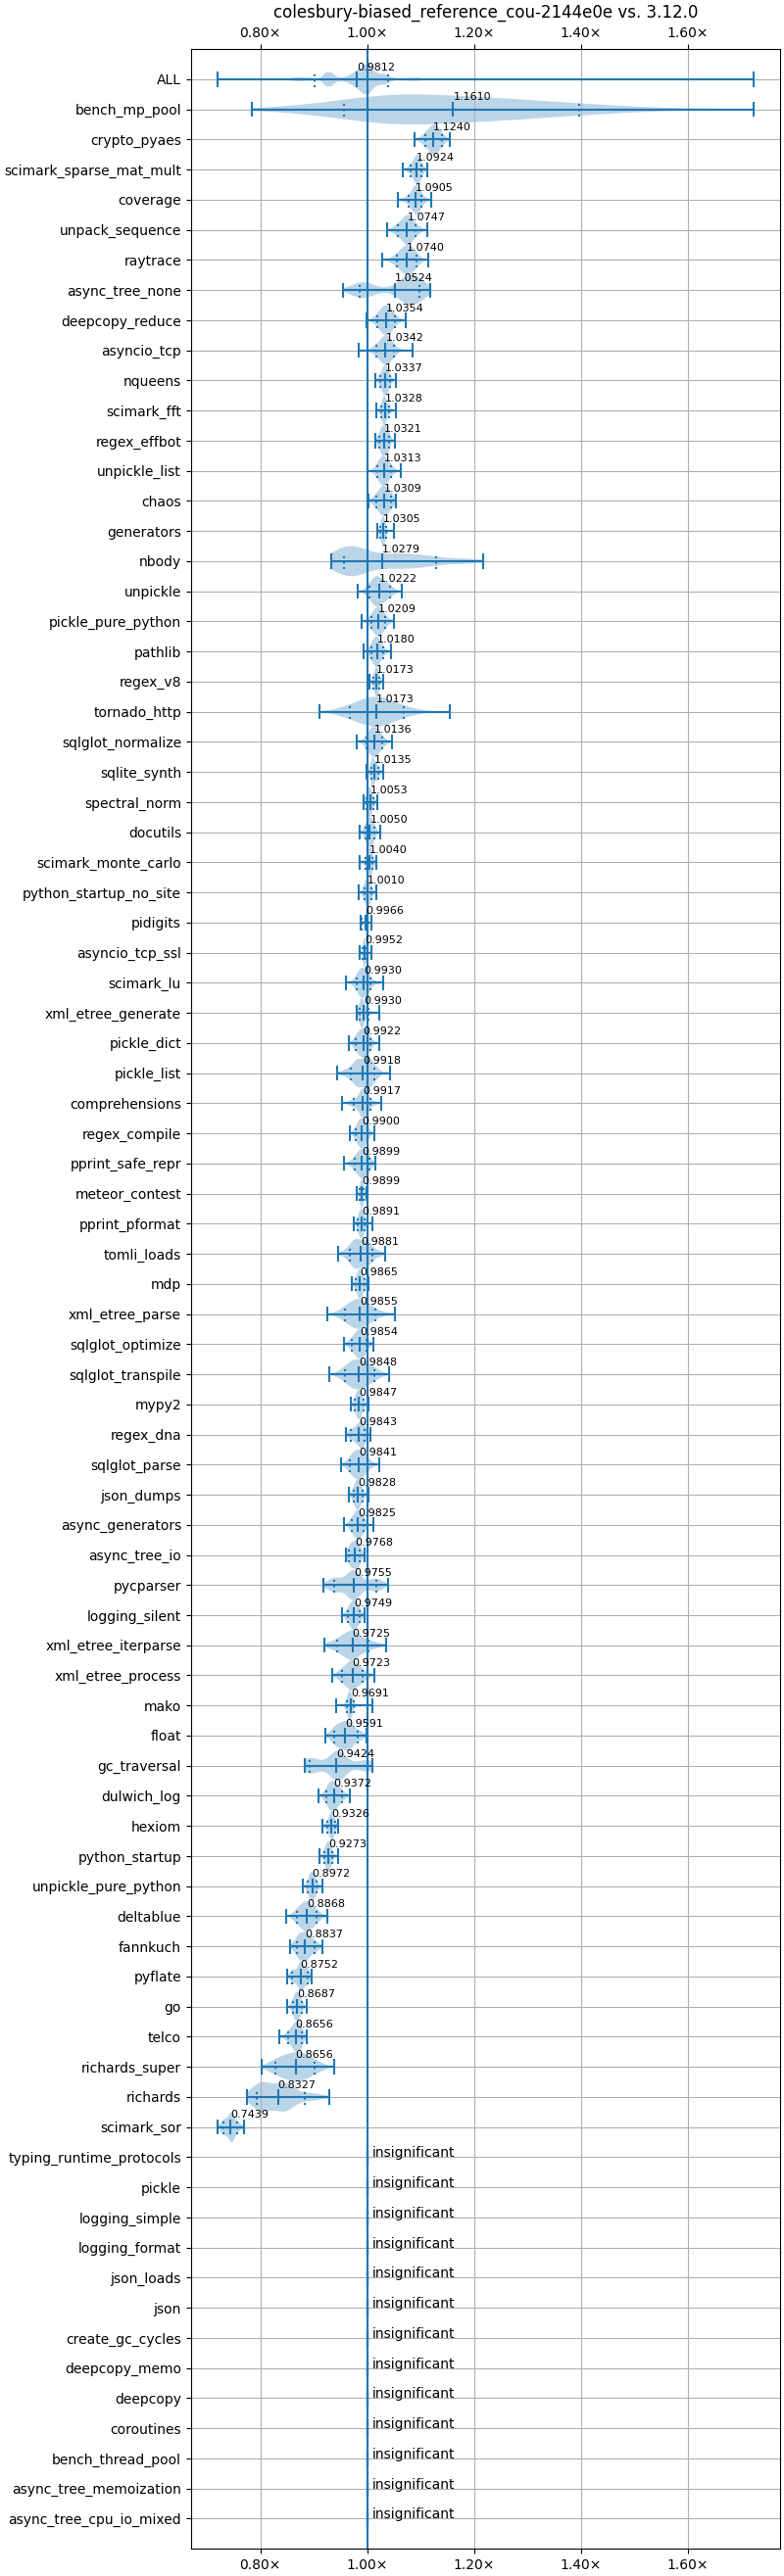 colesbury-biased_reference_cou-2144e0e vs. 3.12.0
0.80× 1.00× 1.20× 1.40× 1.60×
ALL 0.9812
bench_mp_pool 1.1610
crypto_pyaes 1.1240
scimark_sparse_mat_mult 1.0924
coverage 1.0905
unpack_sequence 1.0747
raytrace 1.0740
async_tree_none 1.0524
deepcopy_reduce 1.0354
asyncio_tcp 1.0342
nqueens 1.0337
scimark_fft 1.0328
regex_effbot 1.0321
unpickle_list 1.0313
chaos 1.0309
generators 1.0305
nbody 1.0279
unpickle 1.0222
pickle_pure_python 1.0209
pathlib 1.0180
regex_v8 1.0173
tornado_http 1.0173
sqlglot_normalize 1.0136
sqlite_synth 1.0135
spectral_norm 1.0053
docutils 1.0050
scimark_monte_carlo 1.0040
python_startup_no_site 1.0010
pidigits 0.9966
asyncio_tcp_ssl 0.9952
scimark_lu 0.9930
xml_etree_generate 0.9930
pickle_dict 0.9922
pickle_list 0.9918
comprehensions 0.9917
regex_compile 0.9900
pprint_safe_repr 0.9899
meteor_contest 0.9899
pprint_pformat 0.9891
tomli_loads 0.9881
mdp 0.9865
xml_etree_parse 0.9855
sqlglot_optimize 0.9854
sqlglot_transpile 0.9848
mypy2 0.9847
regex_dna 0.9843
sqlglot_parse 0.9841
json_dumps 0.9828
async_generators 0.9825
async_tree_io 0.9768
pycparser 0.9755
logging_silent 0.9749
xml_etree_iterparse 0.9725
xml_etree_process 0.9723
mako 0.9691
float 0.9591
gc_traversal 0.9424
dulwich_log 0.9372
hexiom 0.9326
python_startup 0.9273
unpickle_pure_python 0.8972
deltablue 0.8868
fannkuch 0.8837
pyflate 0.8752
go 0.8687
telco 0.8656
richards_super 0.8656
richards 0.8327
scimark_sor 0.7439
typing_runtime_protocols insignificant
pickle insignificant
logging_simple insignificant
logging_format insignificant
json_loads insignificant
json insignificant
create_gc_cycles insignificant
deepcopy_memo insignificant
deepcopy insignificant
coroutines insignificant
bench_thread_pool insignificant
async_tree_memoization insignificant
async_tree_cpu_io_mixed insignificant
0.80× 1.00× 1.20× 1.40× 1.60×